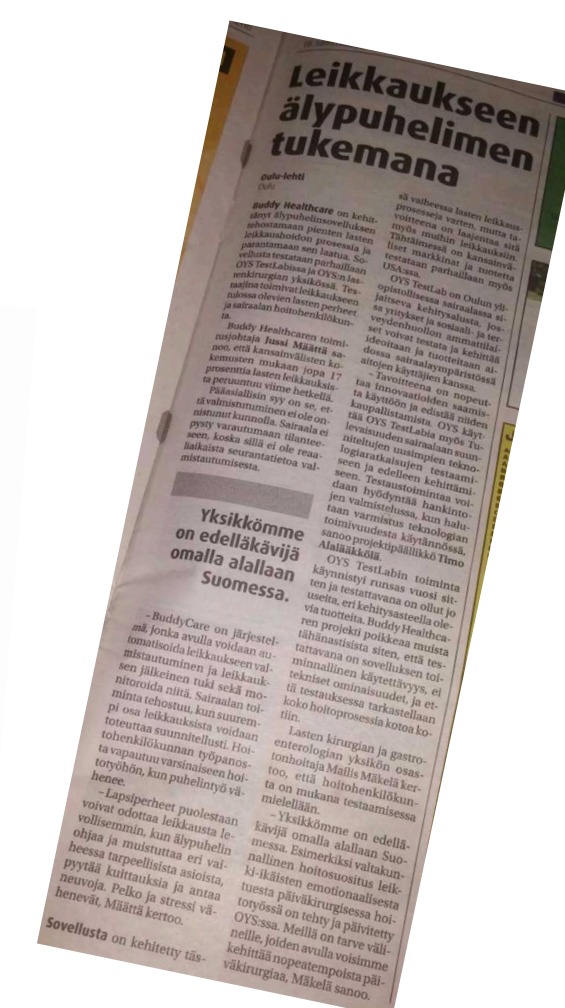 Leikkaukseen
älypuhelimen
tukemana
Oulu-lehti
Oulu
Buddy Healthcare on kehit-
tänyt älypuhelinsovelluksen
tehostamaan pienten lasten
leikkaushoidon prosessia ja
parantamaan sen laatua. So-
vellusta testataan parhaillaan
OYS TestLabissa ja OYS:n las-
tenkirurgian yksikössä. Tes-
taajina toimivat leikkaukseen
tulossa olevien lasten perheet
ja sairaalan hoitohenkilökun-
ta.
Buddy Healthcaren toimi-
tusjohtaja Jussi Määttä sa-
noo, että kansainvälisten ko-
kemusten mukaan jopa 17
prosenttia lasten leikkauksis-
ta peruuntuu viime hetkellä.
Pääasiallisin syy on se, et-
tä valmistutuminen ei ole on-
nistunut kunnolla. Sairaala ei
pysty varautumaan tilantee-
seen, koska sillä ei ole reaa-
liaikaista seurantatietoa val-
mistautumisesta.
Yksikkömme
on edelläkävijä
omalla alallaan
Suomessa.
– BuddyCare on järjestel-
mä, jonka avulla voidaan au-
tomatisoida leikkaukseen val-
mistautuminen ja leikkauk-
sen jälkeinen tuki sekä mo-
nitoroida niitä. Sairaalan toi-
minta tehostuu, kun suurem-
pi osa leikkauksista voidaan
toteuttaa suunnitellusti. Hoi-
tohenkilökunnan työpanos-
ta vapautuu varsinaiseen hoi-
totyöhön, kun puhelintyö vä-
henee.
– Lapsiperheet puolestaan
voivat odottaa leikkausta le-
vollisemmin, kun älypuhelin
ohjaa ja muistuttaa eri vai-
heessa tarpeellisista asioista,
pyytää kuittauksia ja antaa
neuvoja. Pelko ja stressi vä-
henevät, Määttä kertoo.
Sovellusta on kehitetty täs-
sä vaiheessa lasten leikkaus-
prosesseja varten, mutta ta-
voitteena on laajentaa sitä
myös muihin leikkauksiin.
Tähtäimessä on kansainvä-
liset markkinat ja tuotetta
testataan parhaillaan myös
USA:ssa.
OYS TestLab on Oulun yli-
opistollisessa sairaalassa si-
jaitseva kehitysalusta, jos-
sa yritykset ja sosiaali- ja ter-
veydenhuollon ammattilai-
set voivat testata ja kehittää
ideoitaan ja tuotteitaan ai-
dossa sairaalaympäristössä
aitojen käyttäjien kanssa.
– Tavoitteena on nopeut-
taa innovaatioiden saamis-
ta käyttöön ja edistää niiden
kaupallistamista. OYS käyt-
tää OYS TestLabia myös Tu-
levaisuuden sairaalaan suun-
niteltujen uusimpien tekno-
logiaratkaisujen testaami-
seen ja edelleen kehittämi-
seen. Testaustoimintaa voi-
daan hyödyntää hankinto-
jen valmistelussa, kun halu-
taan varmistus teknologian
toimivuudesta käytännössä,
sanoo projektipäällikkö Timo
Alalääkkölä.
OYS TestLabin toiminta
käynnistyi runsas vuosi sit-
ten ja testattavana on ollut jo
useita, eri kehitysasteella ole-
via tuotteita. Buddy Healthca-
ren projekti poikkeaa muista
tähänastisista siten, että tes-
tattavana on sovelluksen toi-
minnallinen käytettävyys, ei
tekniset ominaisuudet, ja et-
tä testauksessa tarkastellaan
koko hoitoprosessia kotoa ko-
tiin.
Lasten kirurgian ja gastro-
enterologian yksikön osas-
tonhoitaja Mailis Mäkelä ker-
too, että hoitohenkilökun-
ta on mukana testaamisessa
mielellään.
– Yksikkömme on edellä-
kävijä omalla alallaan Suo-
messa. Esimerkiksi valtakun-
nallinen hoitosuositus leik-
ki-ikäisten emotionaalisesta
tuesta päiväkirurgisessa hoi-
totyössä on tehty ja päivitetty
OYS:ssa. Meillä on tarve väli-
neille, joiden avulla voisimme
kehittää nopeatempoista päi-
väkirurgiaa, Mäkelä sanoo.